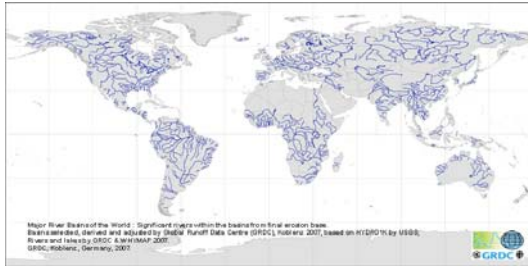 Major River Basins of the World : Significant rivers within the basins from final erosion base.
Basins selected, derived and adjusted by Global Runoff Data Centre (GRDC), Koblenz 2007, based on HYDRO1K by USGS;
Rivers and lakes by GRDC & WHYMAP 2007.
GRDC, Koblenz, Germany, 2007.
GRDC